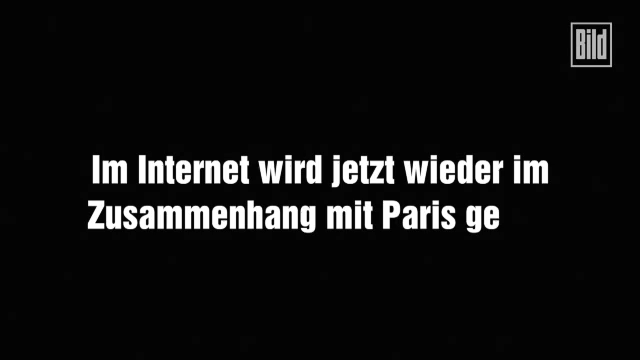 Bild
Im Internet wird jetzt wieder im
Zusammenhang mit Paris ge